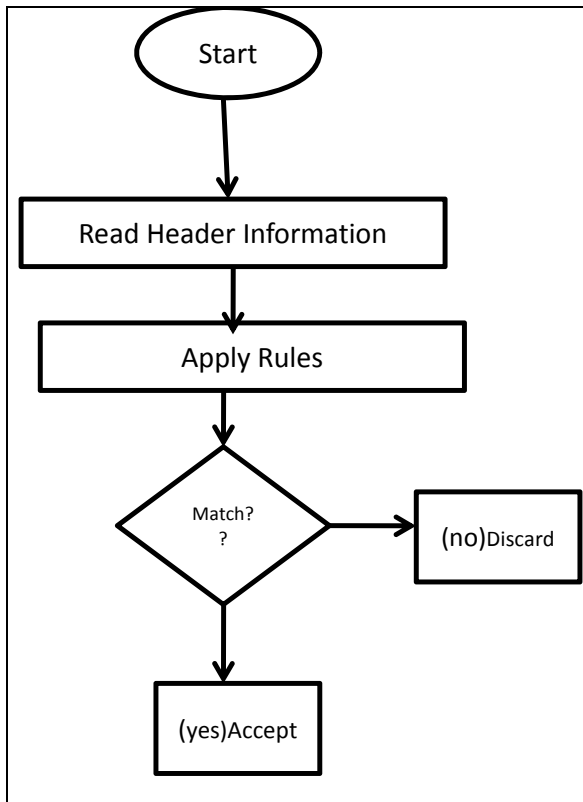 Start
Read Header Information
Apply Rules
Match?
?
(no)Discard
(yes)Accept